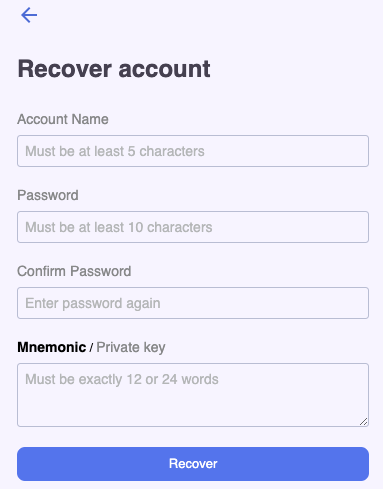 Recover account
Account Name
Must be at least 5 characters
Password
Must be at least 10 characters
Confirm Password
Enter password again
Mnemonic / Private key
Must be exactly 12 or 24 words
Recover